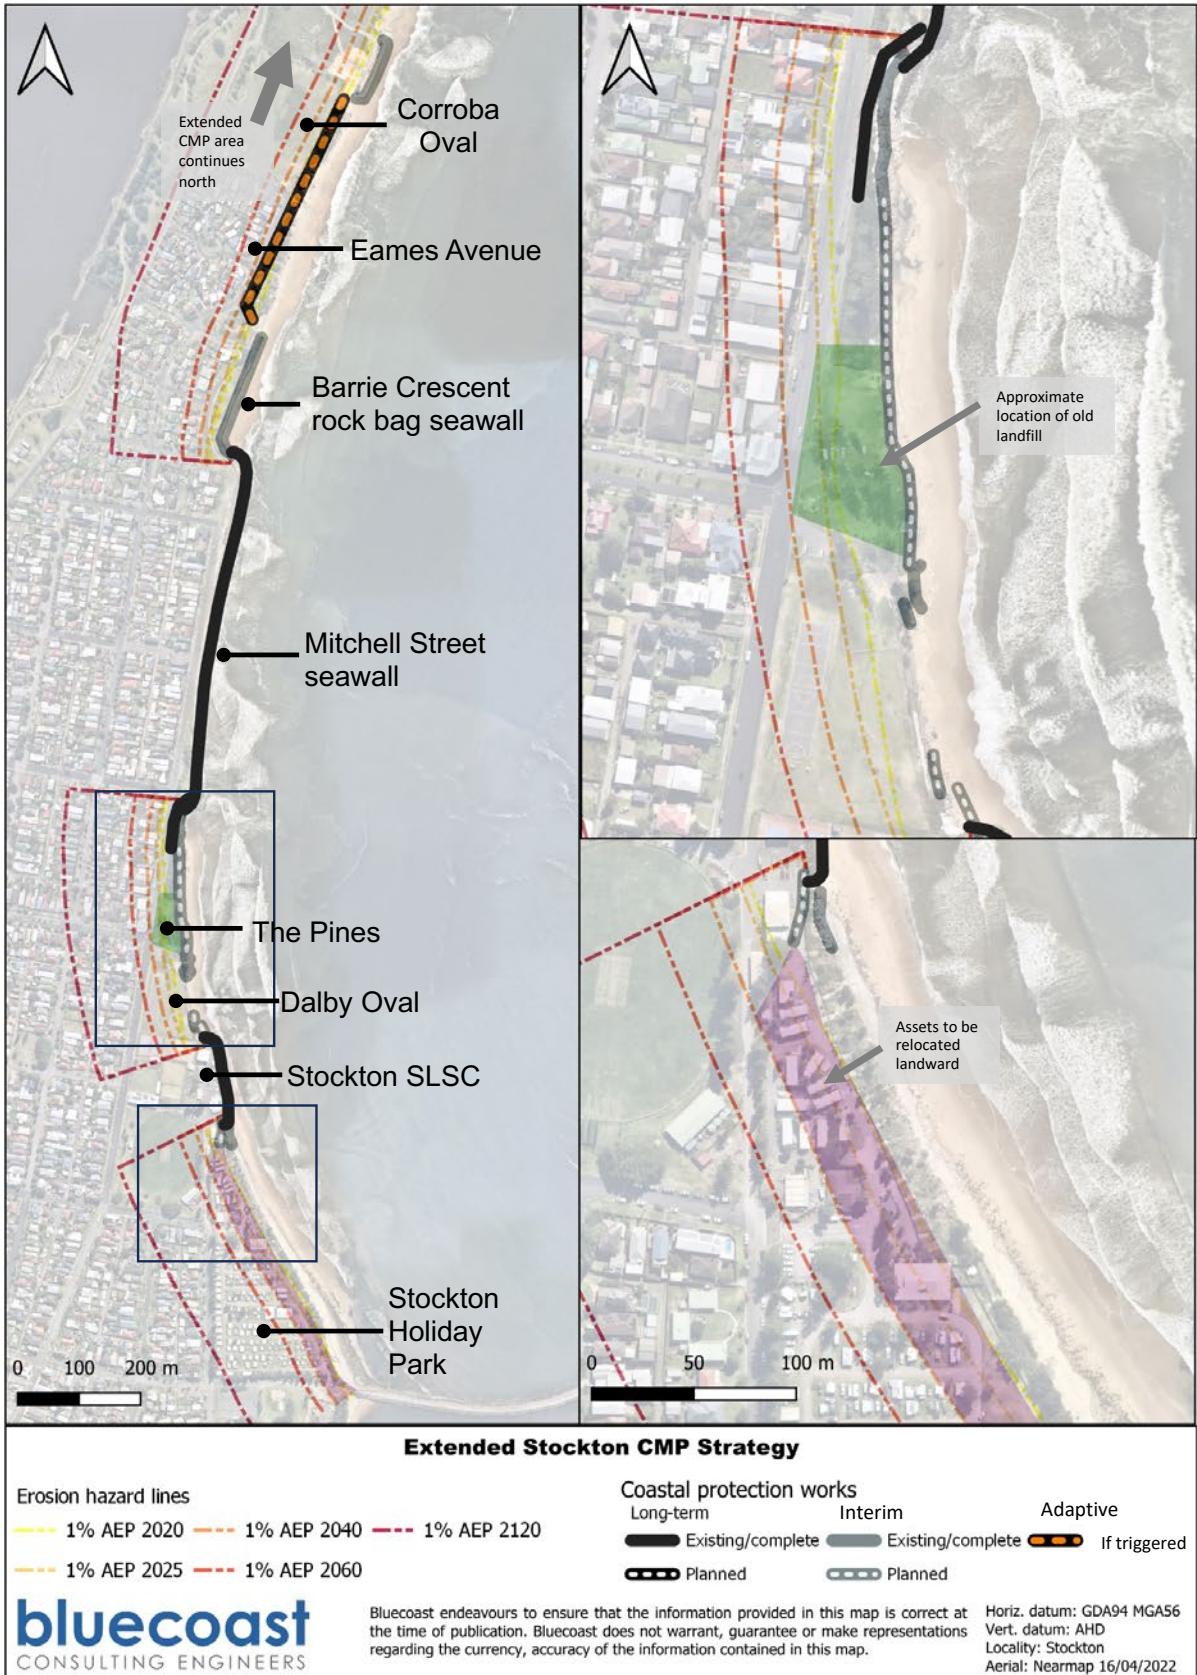 Extended
CMP area
continues
north
Corroba
Oval
Eames Avenue
Barrie Crescent
rock bag seawall
Mitchell Street
seawall
The Pines
Dalby Oval
Stockton SLSC
Stockton
Holiday
Park
0 100 200 m
Approximate
location of old
landfill
Assets to be
relocated
landward
0 50 100 m
Extended Stockton CMP Strategy
Erosion hazard lines
1% AEP 2020 1% AEP 2040 1% AEP 2120
1% AEP 2025 1% AEP 2060
Coastal protection works
Long-term Interim Adaptive
Existing/complete Existing/complete If triggered
Planned Planned
bluecoast
CONSULTING ENGINEERS
Bluecoast endeavours to ensure that the information provided in this map is correct at
the time of publication. Bluecoast does not warrant, guarantee or make representations
regarding the currency, accuracy of the information contained in this map.
Horiz. datum: GDA94 MGA56
Vert. datum: AHD
Locality: Stockton
Aerial: Nearmap 16/04/2022